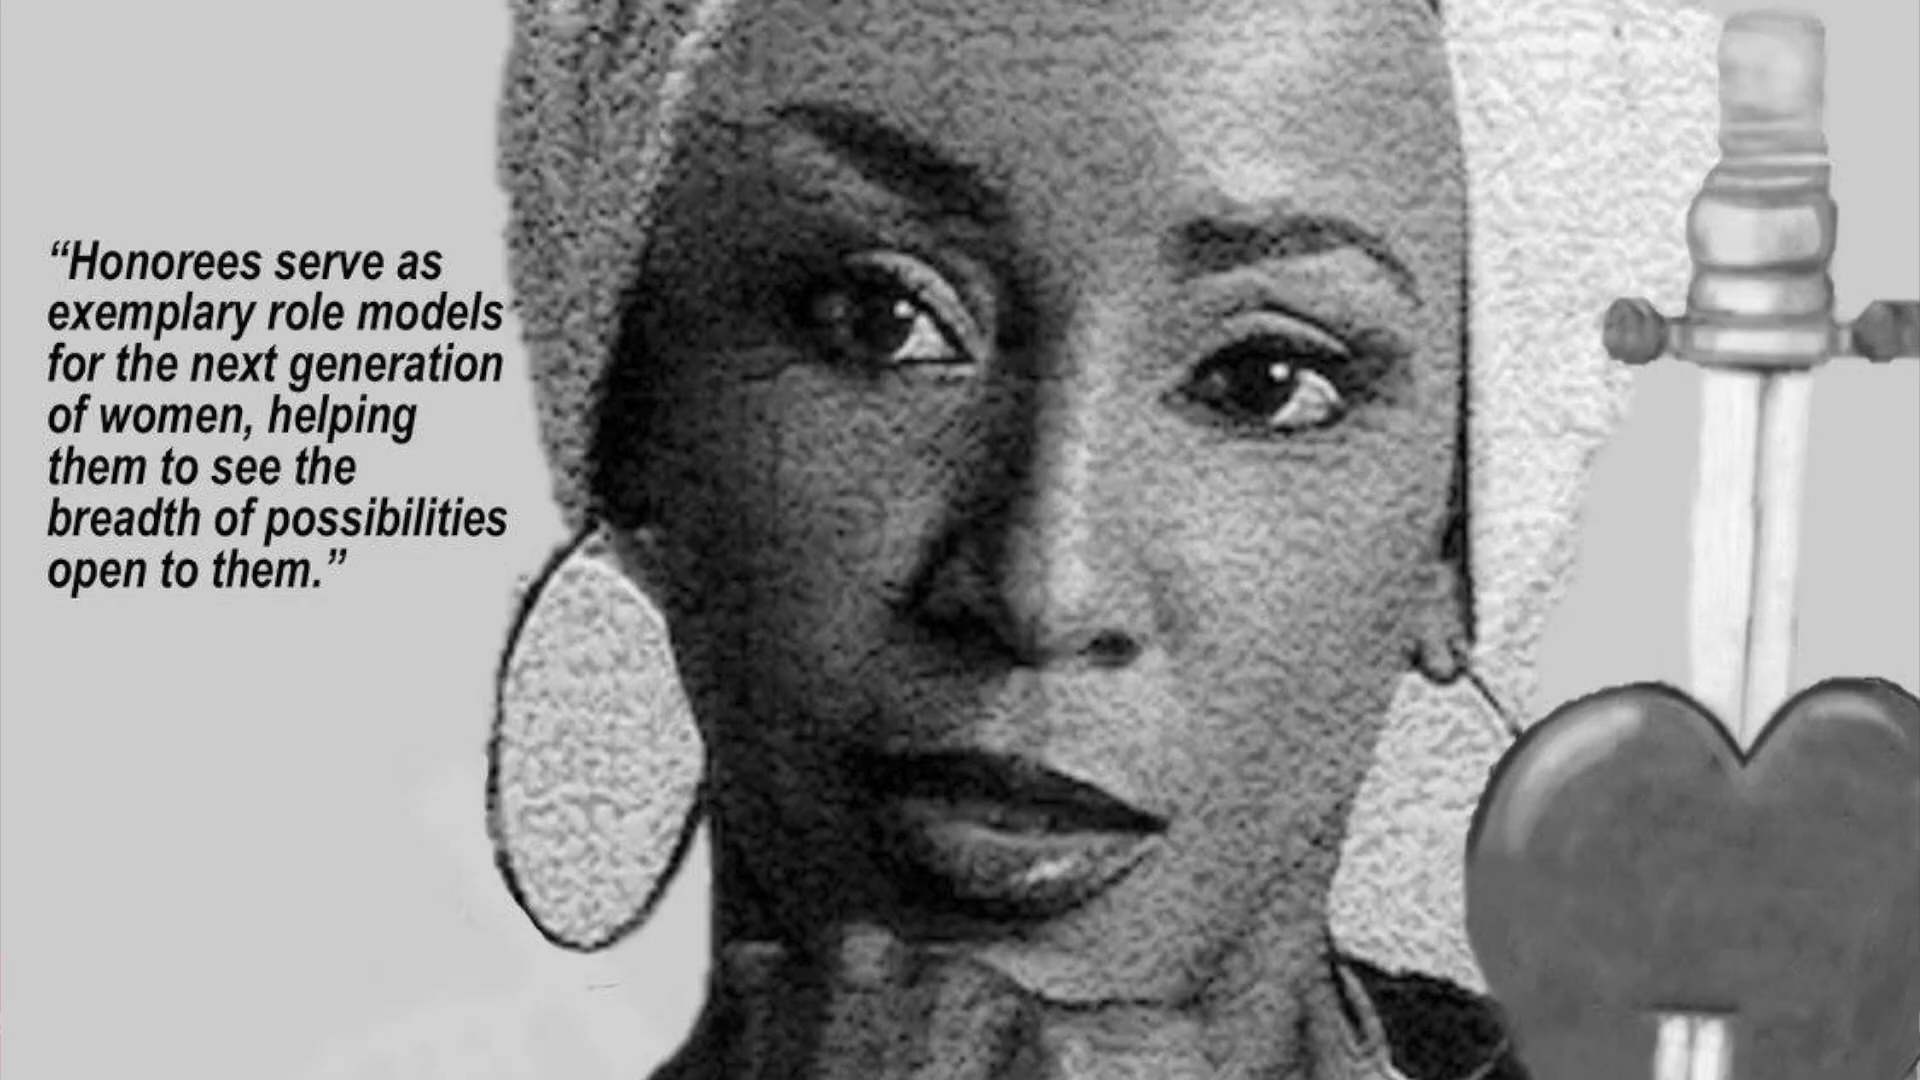 “Honorees serve as
exemplary role models
for the next generation
of women, helping
them to see the
breadth of possibilities
open to them.”